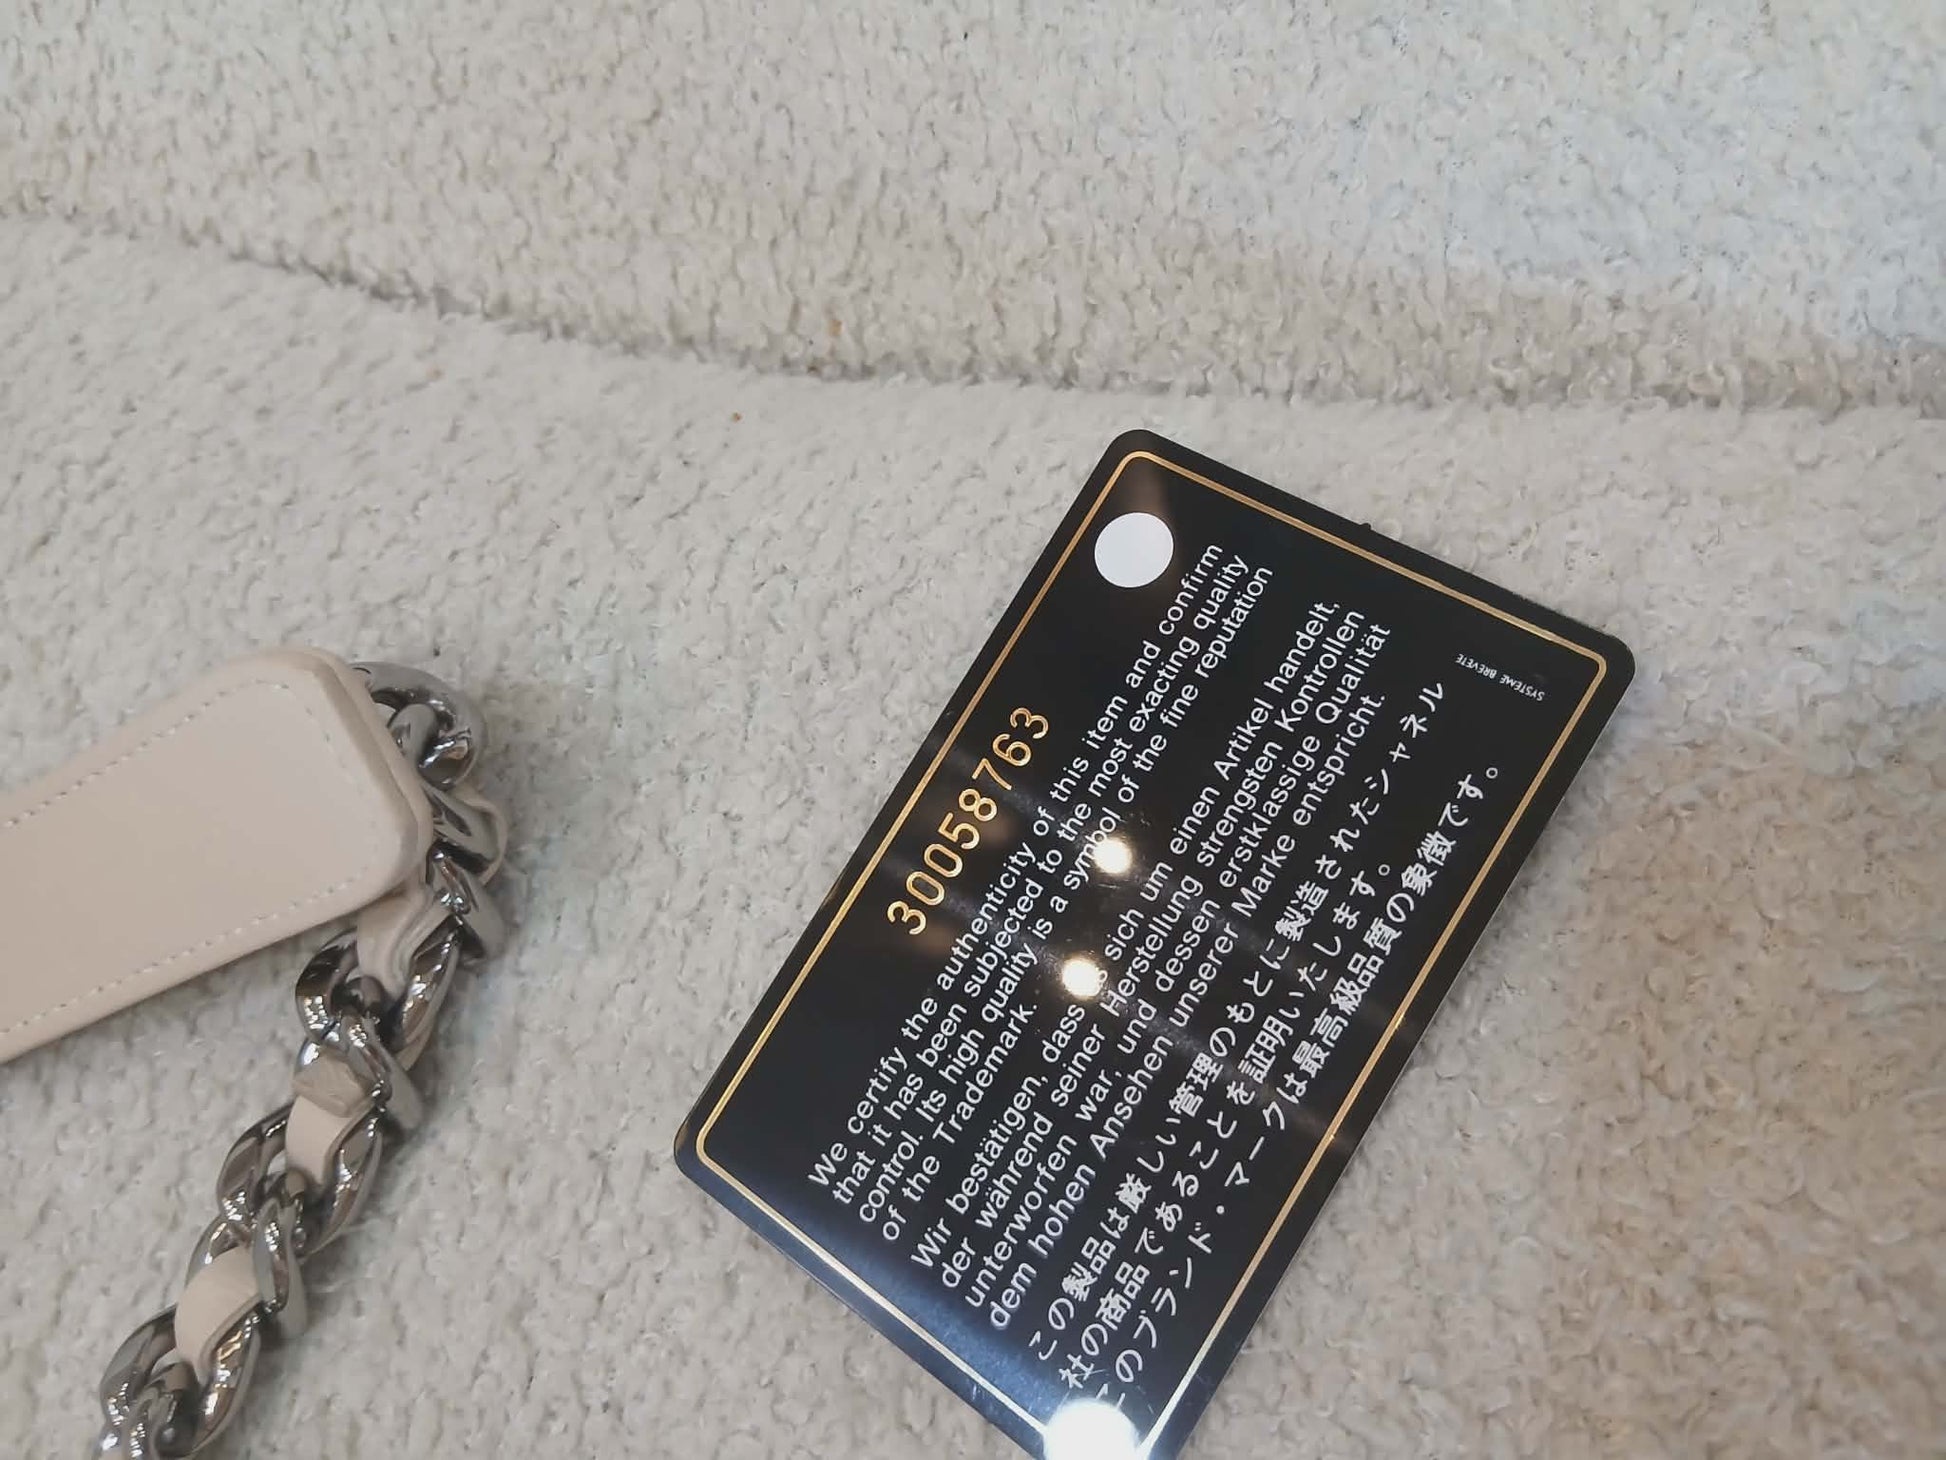 30058763
We certify the authenticity of this item and confirm
that it has been subjected to the most exacting quality
control. Its high quality is a symbol of the fine reputation
of the Trademark.
Wir bestätigen, dass es sich um einen Artikel handelt,
der während seiner Herstellung strengsten Kontrollen
unterworfen war, und dessen erstklassige Qualität
dem hohen Ansehen unserer Marke entspricht.
この製品は厳しい管理のもとに製造されたシャネル
社の商品であることを証明いたします。
このブランド・マークは最高級品質の象徴です。
SYSTEME BREVETE